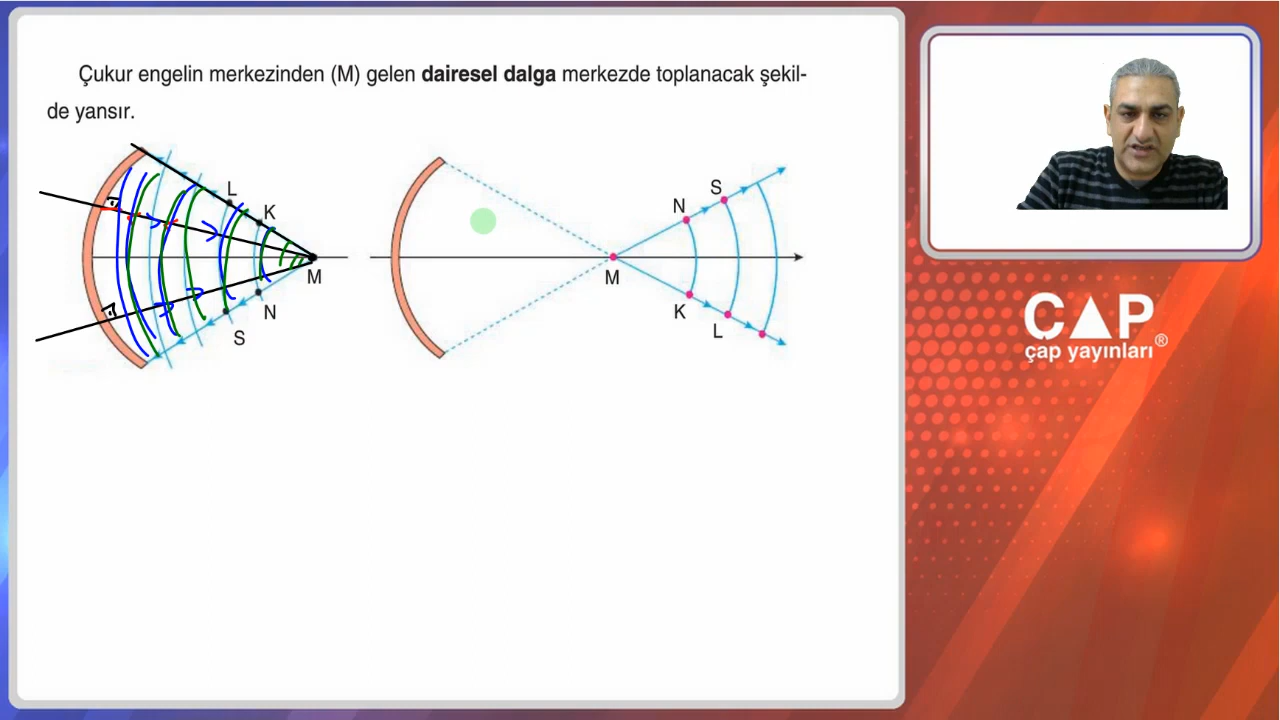 Çukur engelin merkezinden (M) gelen dairesel dalga merkezde toplanacak şekil-
de yansır.
L
K
M
N
S
N
S
M
K
L
ÇAP
çap yayınları®